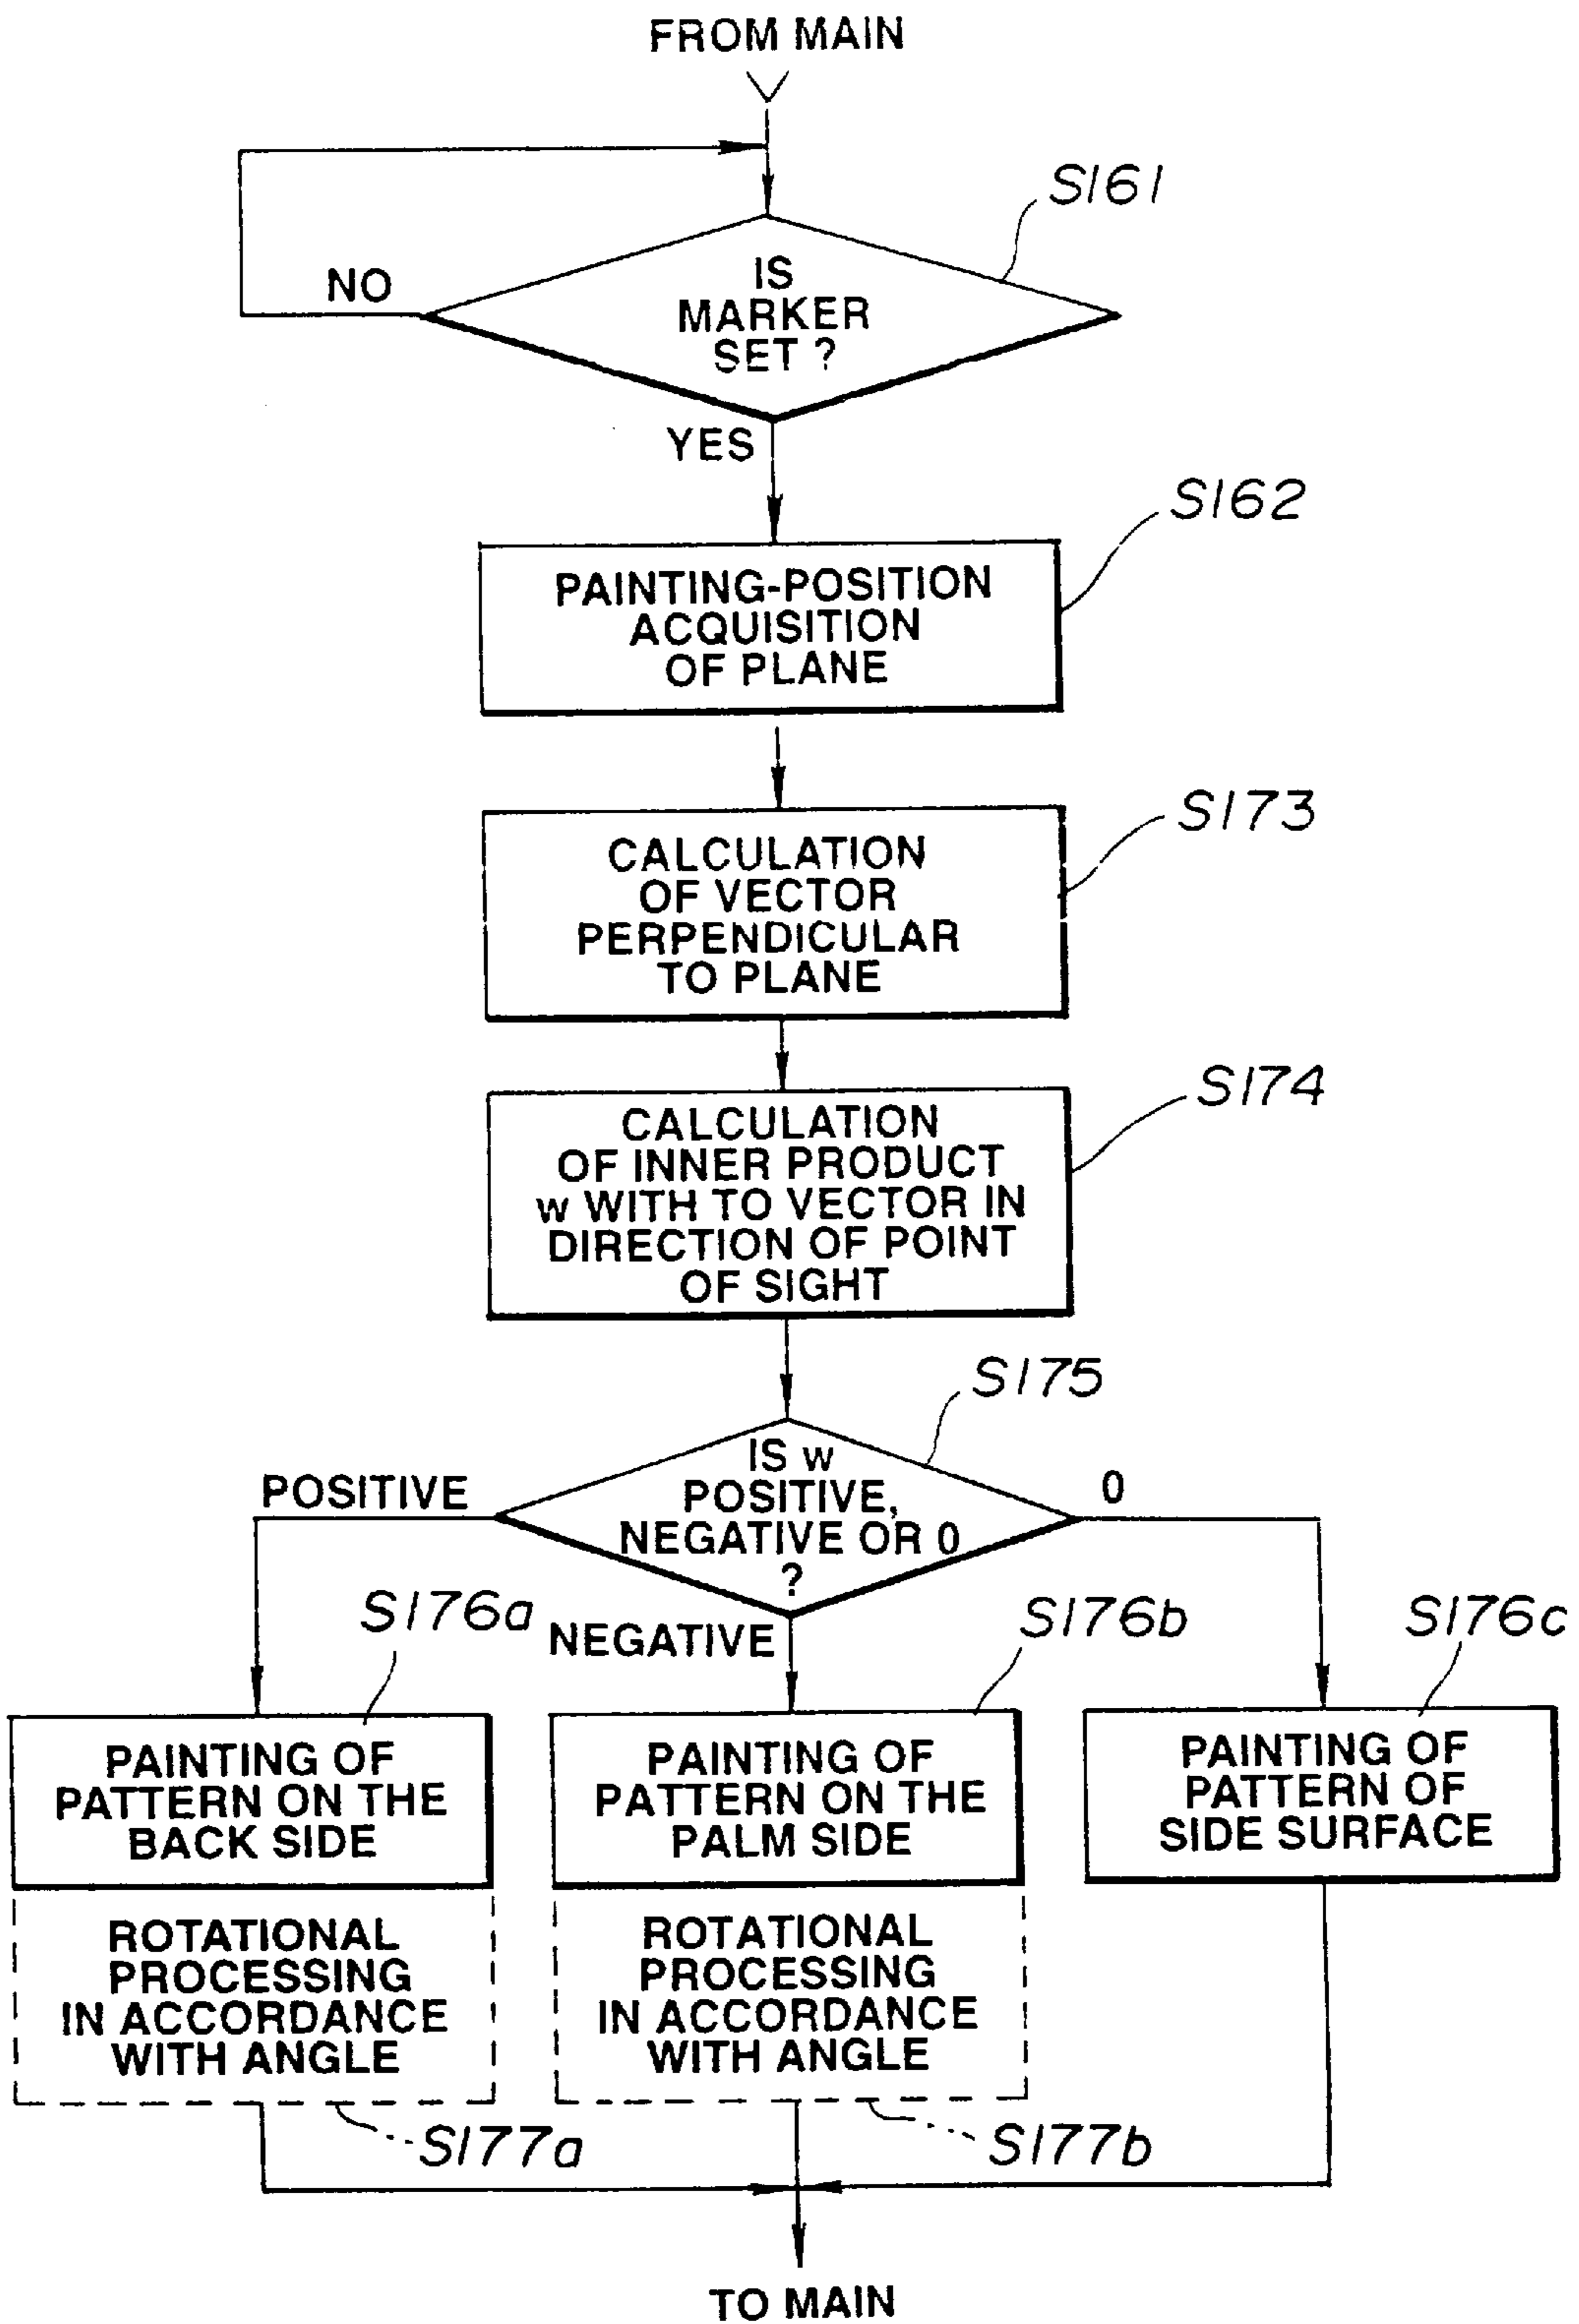 FROM MAIN
S161
NO
IS
MARKER
SET ?
YES
S162
PAINTING-POSITION
ACQUISITION
OF PLANE
S173
CALCULATION
OF VECTOR
PERPENDICULAR
TO PLANE
S174
CALCULATION
OF INNER PRODUCT
w WITH TO VECTOR IN
DIRECTION OF POINT
OF SIGHT
S175
POSITIVE
IS w
POSITIVE,
NEGATIVE OR 0
?
0
S176a
NEGATIVE
S176b
S176c
PAINTING OF
PATTERN ON THE
BACK SIDE
PAINTING OF
PATTERN ON THE
PALM SIDE
PAINTING OF
PATTERN OF
SIDE SURFACE
ROTATIONAL
PROCESSING
IN ACCORDANCE
WITH ANGLE
ROTATIONAL
PROCESSING
IN ACCORDANCE
WITH ANGLE
S177a
S177b
TO MAIN